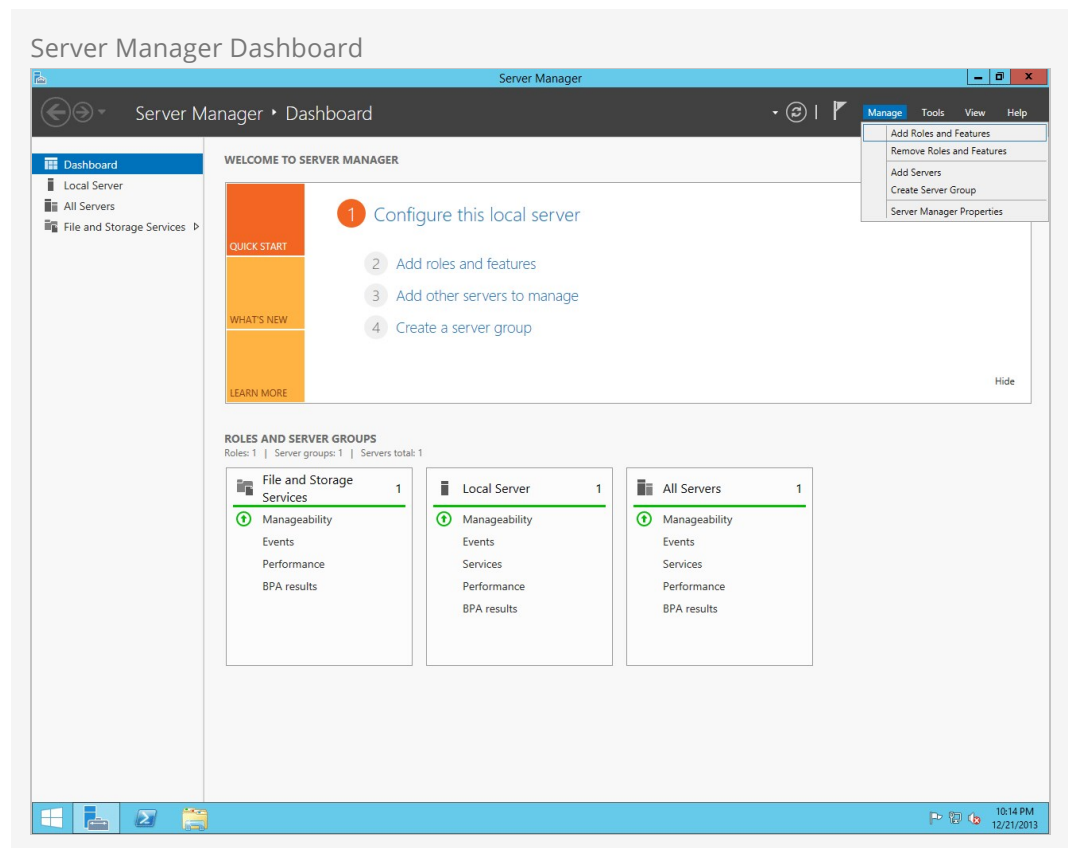 Server Manager Dashboard
Server Manager
Server Manager • Dashboard
Manage Tools View Help
Add Roles and Features
Remove Roles and Features
Add Servers
Create Server Group
Server Manager Properties
Dashboard
Local Server
All Servers
File and Storage Services
WELCOME TO SERVER MANAGER
QUICK START
WHAT'S NEW
LEARN MORE
1 Configure this local server
2 Add roles and features
3 Add other servers to manage
4 Create a server group
Hide
ROLES AND SERVER GROUPS
Roles: 1 | Server groups: 1 | Servers total: 1
File and Storage
Services 1
Manageability
Events
Performance
BPA results
Local Server 1
Manageability
Events
Services
Performance
BPA results
All Servers 1
Manageability
Events
Services
Performance
BPA results
10:14 PM
12/21/2013